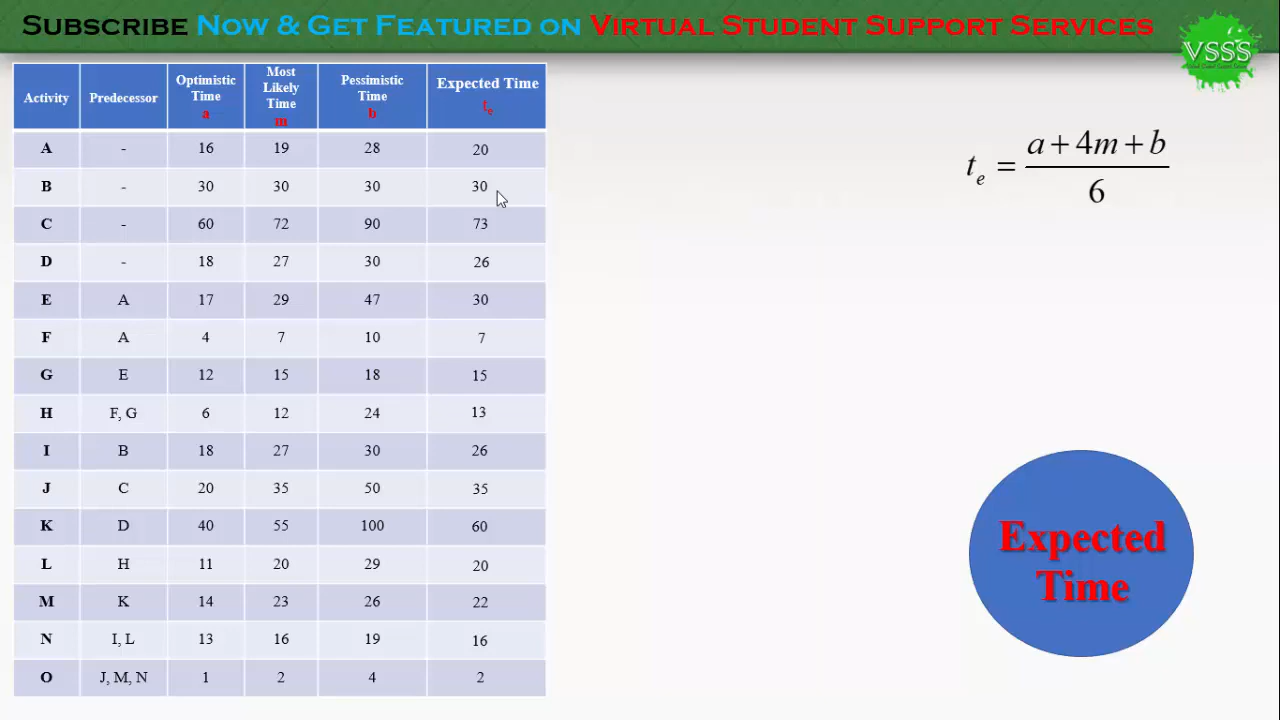 Subscribe Now & Get Featured on Virtual Student Support Services
VSSS
Activity Predecessor Optimistic Time a Most Likely Time m Pessimistic Time b Expected Time te
A - 16 19 28 20
B - 30 30 30 30
C - 60 72 90 73
D - 18 27 30 26
E A 17 29 47 30
F A 4 7 10 7
G E 12 15 18 15
H F, G 6 12 24 13
I B 18 27 30 26
J C 20 35 50 35
K D 40 55 100 60
L H 11 20 29 20
M K 14 23 26 22
N I, L 13 16 19 16
O J, M, N 1 2 4 2
te = a + 4m + b
6
Expected
Time